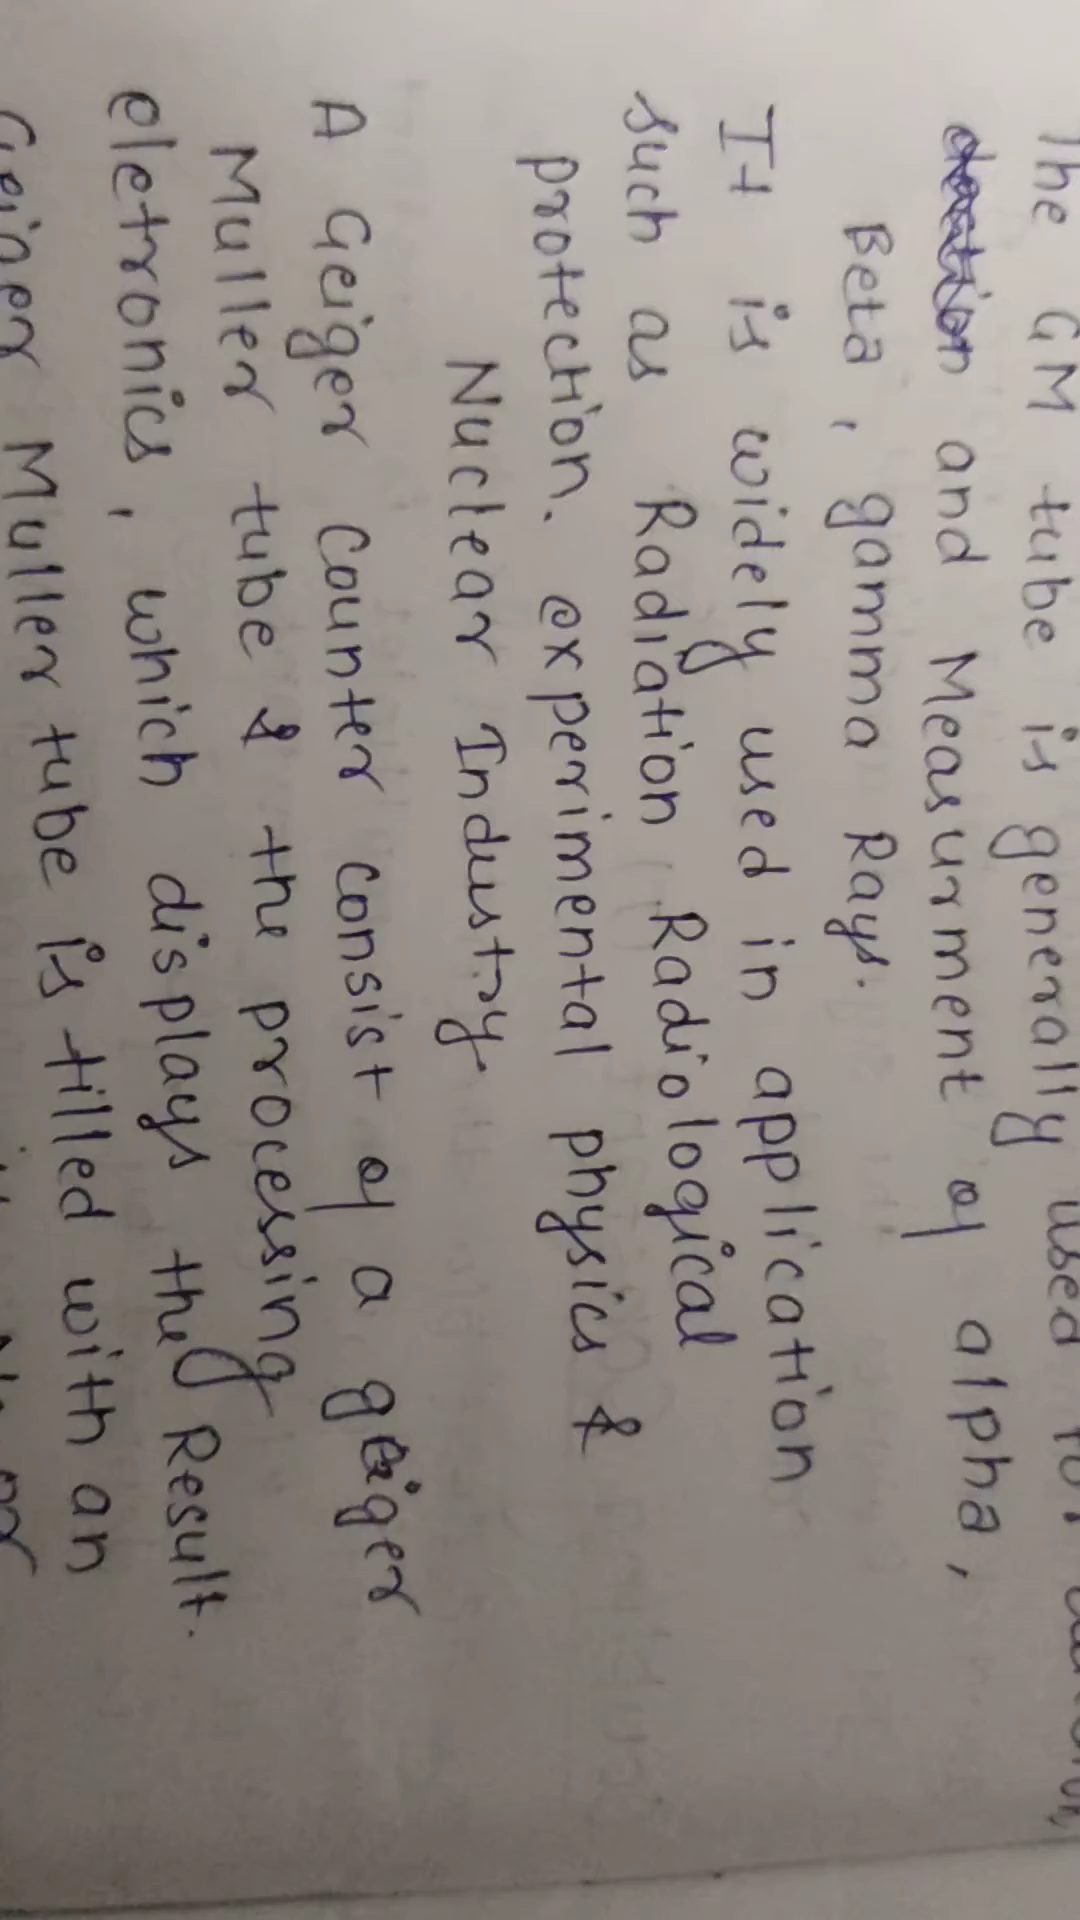 The GM tube is generally used for
and Measurment of alpha,
Beta, gamma Rays.
It is widely used in application
such as Radiation Radiological
protection. experimental physics &
Nuclear Industry
A Geiger Counter consist of a geiger
Muller tube & the processing
eletronics, which displays the Result.
Geiger Muller tube is filled with an